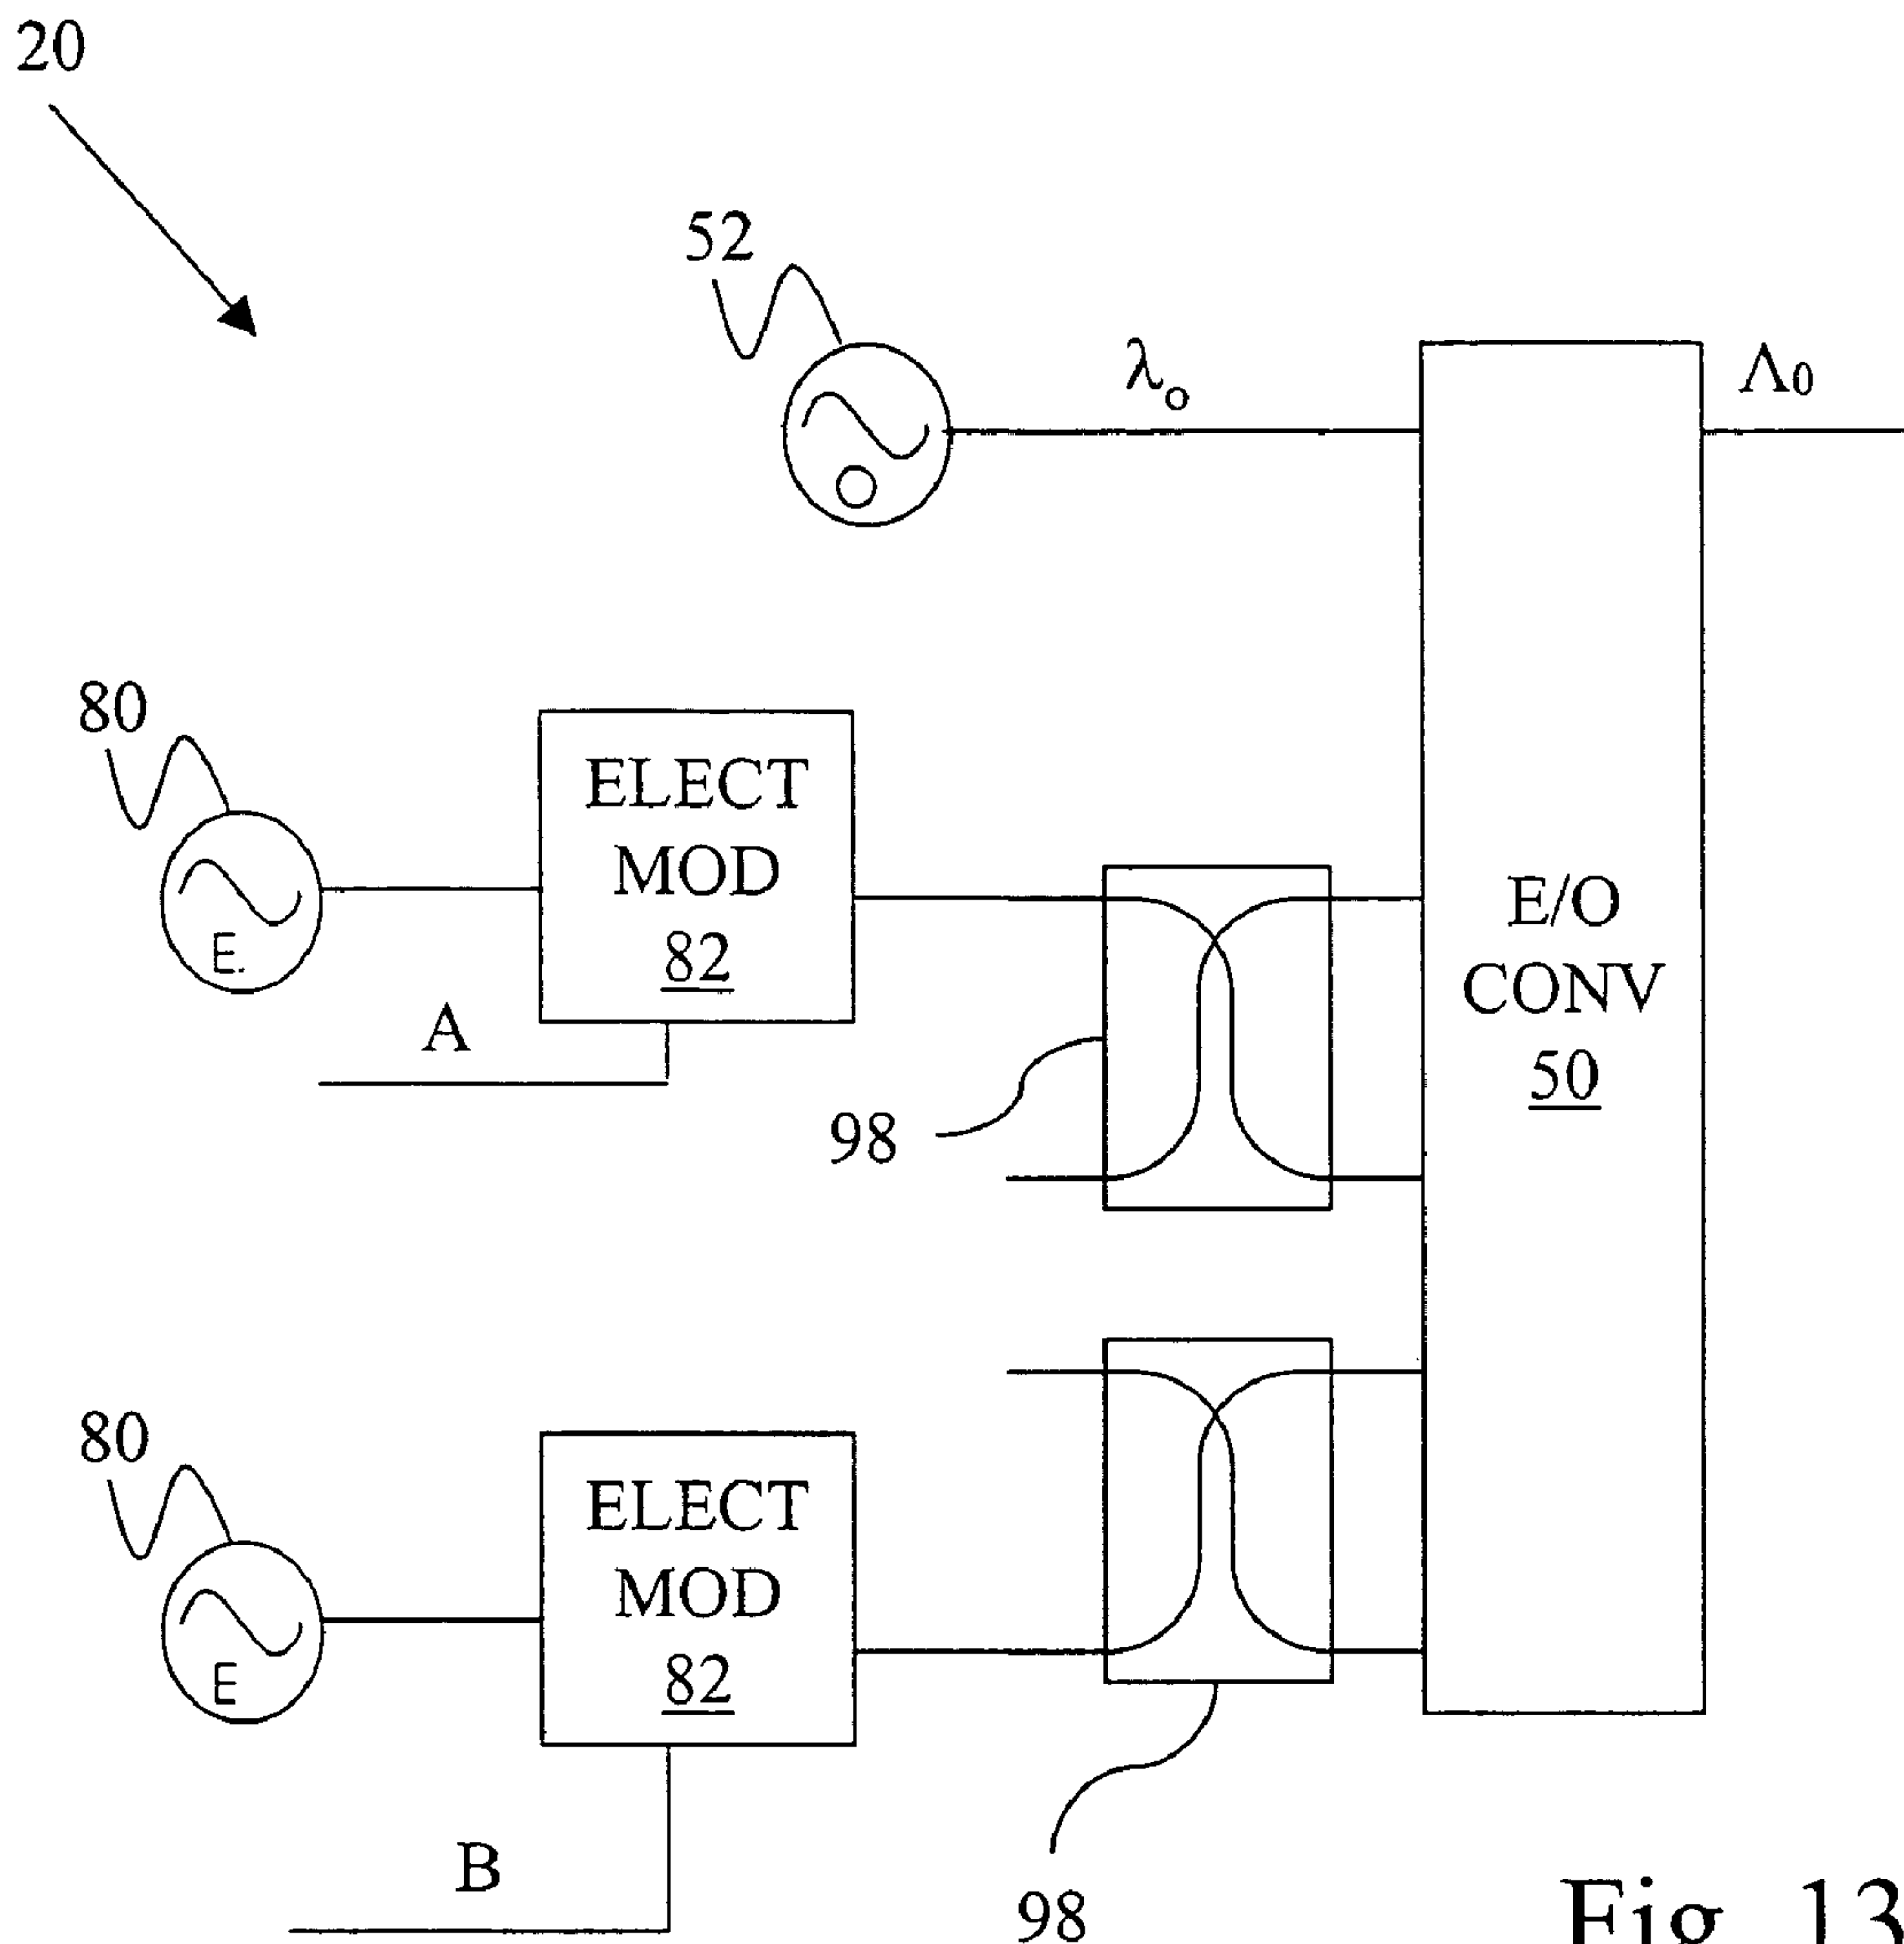 20
52
λo
Λ0
O
80
ELECT
MOD
82
E.
A
E/O
CONV
50
98
80
ELECT
MOD
82
E
B
98
Fig. 13